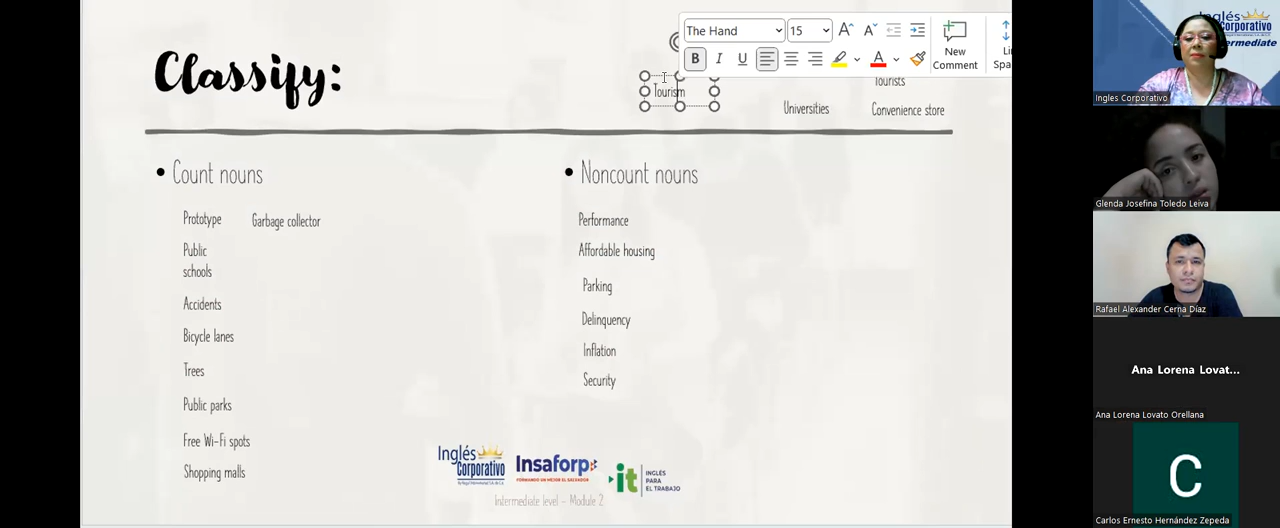 The Hand
15
New
Comment
B
I
U
A
Classify:
Tourism
Tourists
Universities
Convenience store
Count nouns
Noncount nouns
Prototype
Garbage collector
Public
schools
Accidents
Bicycle lanes
Trees
Public parks
Free Wi-Fi spots
Shopping malls
Performance
Affordable housing
Parking
Delinquency
Inflation
Security
Inglés
Corporativo
Insaforp
FORMANDO UN MEJOR EL SALVADOR
it
INGLÉS
PARA
EL TRABAJO
Intermediate level - Module 2
Inglés
Corporativo
Ingles Corporativo
Glenda Josefina Toledo Leiva
Rafael Alexander Cerna Díaz
Ana Lorena Lovat...
Ana Lorena Lovato Orellana
C
Carlos Ernesto Hernández Zepeda